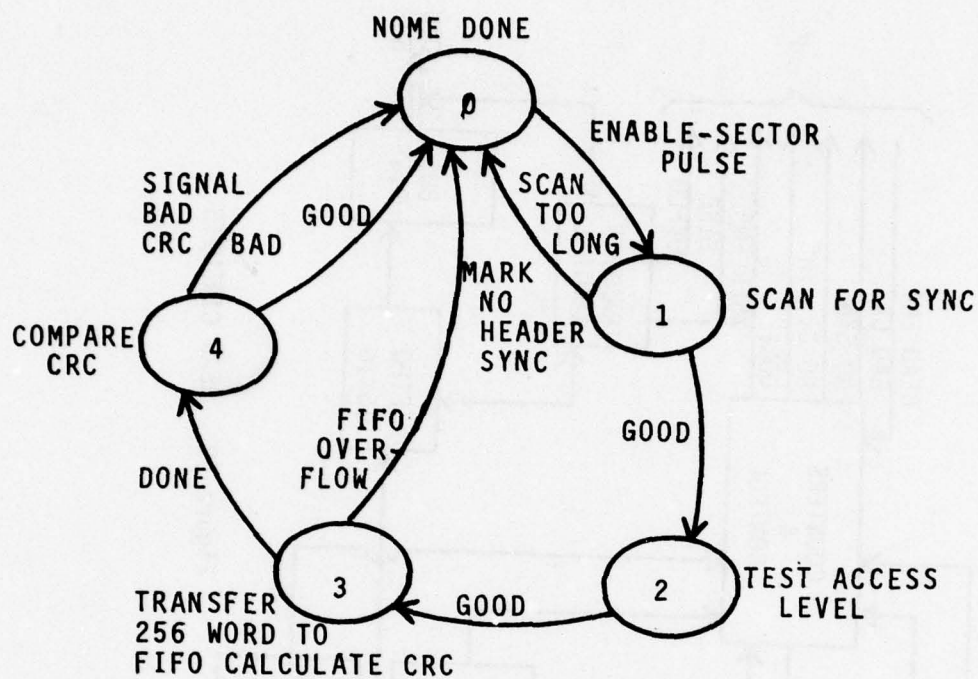 NOME DONE
Ø
ENABLE-SECTOR
PULSE
SIGNAL
BAD
CRC
BAD
GOOD
SCAN
TOO
LONG
MARK
NO
HEADER
SYNC
1
SCAN FOR SYNC
COMPARE
CRC
4
GOOD
FIFO
OVER-
FLOW
DONE
3
TRANSFER
256 WORD TO
FIFO CALCULATE CRC
GOOD
2
TEST ACCESS
LEVEL